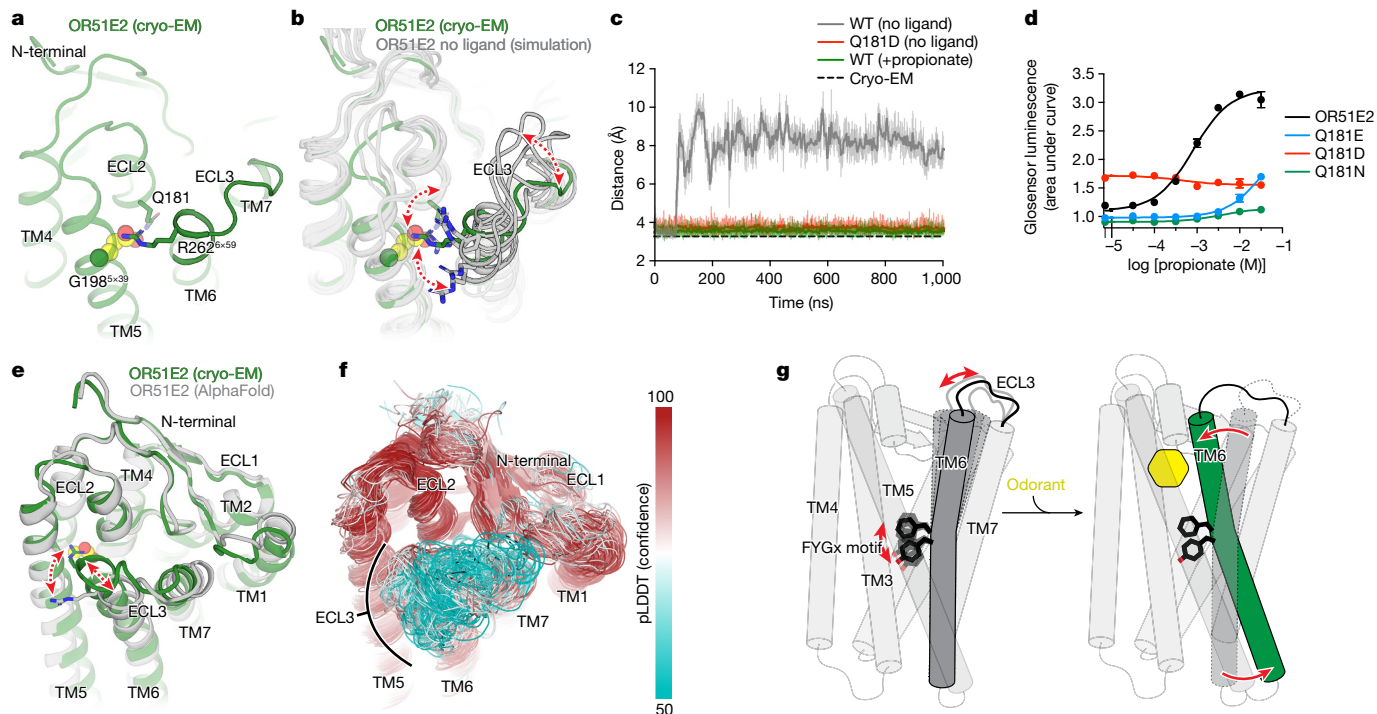 a
OR51E2 (cryo-EM)
N-terminal
ECL2
ECL3
Q181
TM7
TM4
R262⁶ˣ⁵⁹
G198⁵ˣ³⁹
TM6
TM5
b
OR51E2 (cryo-EM)
OR51E2 no ligand (simulation)
ECL3
c
WT (no ligand)
Q181D (no ligand)
WT (+propionate)
Cryo-EM
Distance (Å)
12
10
8
6
4
2
0 200 400 600 800 1,000
Time (ns)
d
Glosensor luminescence
(area under curve)
3.5
3.0
2.5
2.0
1.5
1.0
–5 –4 –3 –2 –1
log [propionate (M)]
OR51E2
Q181E
Q181D
Q181N
e
OR51E2 (cryo-EM)
OR51E2 (AlphaFold)
N-terminal
ECL1
TM4
ECL2
TM2
TM1
ECL3
TM7
TM5
TM6
f
N-terminal
ECL1
ECL2
TM1
ECL3
TM7
TM5
TM6
100
pLDDT (confidence)
50
g
ECL3
TM6
TM5
TM4
TM7
FYGx motif
TM3
Odorant
TM6